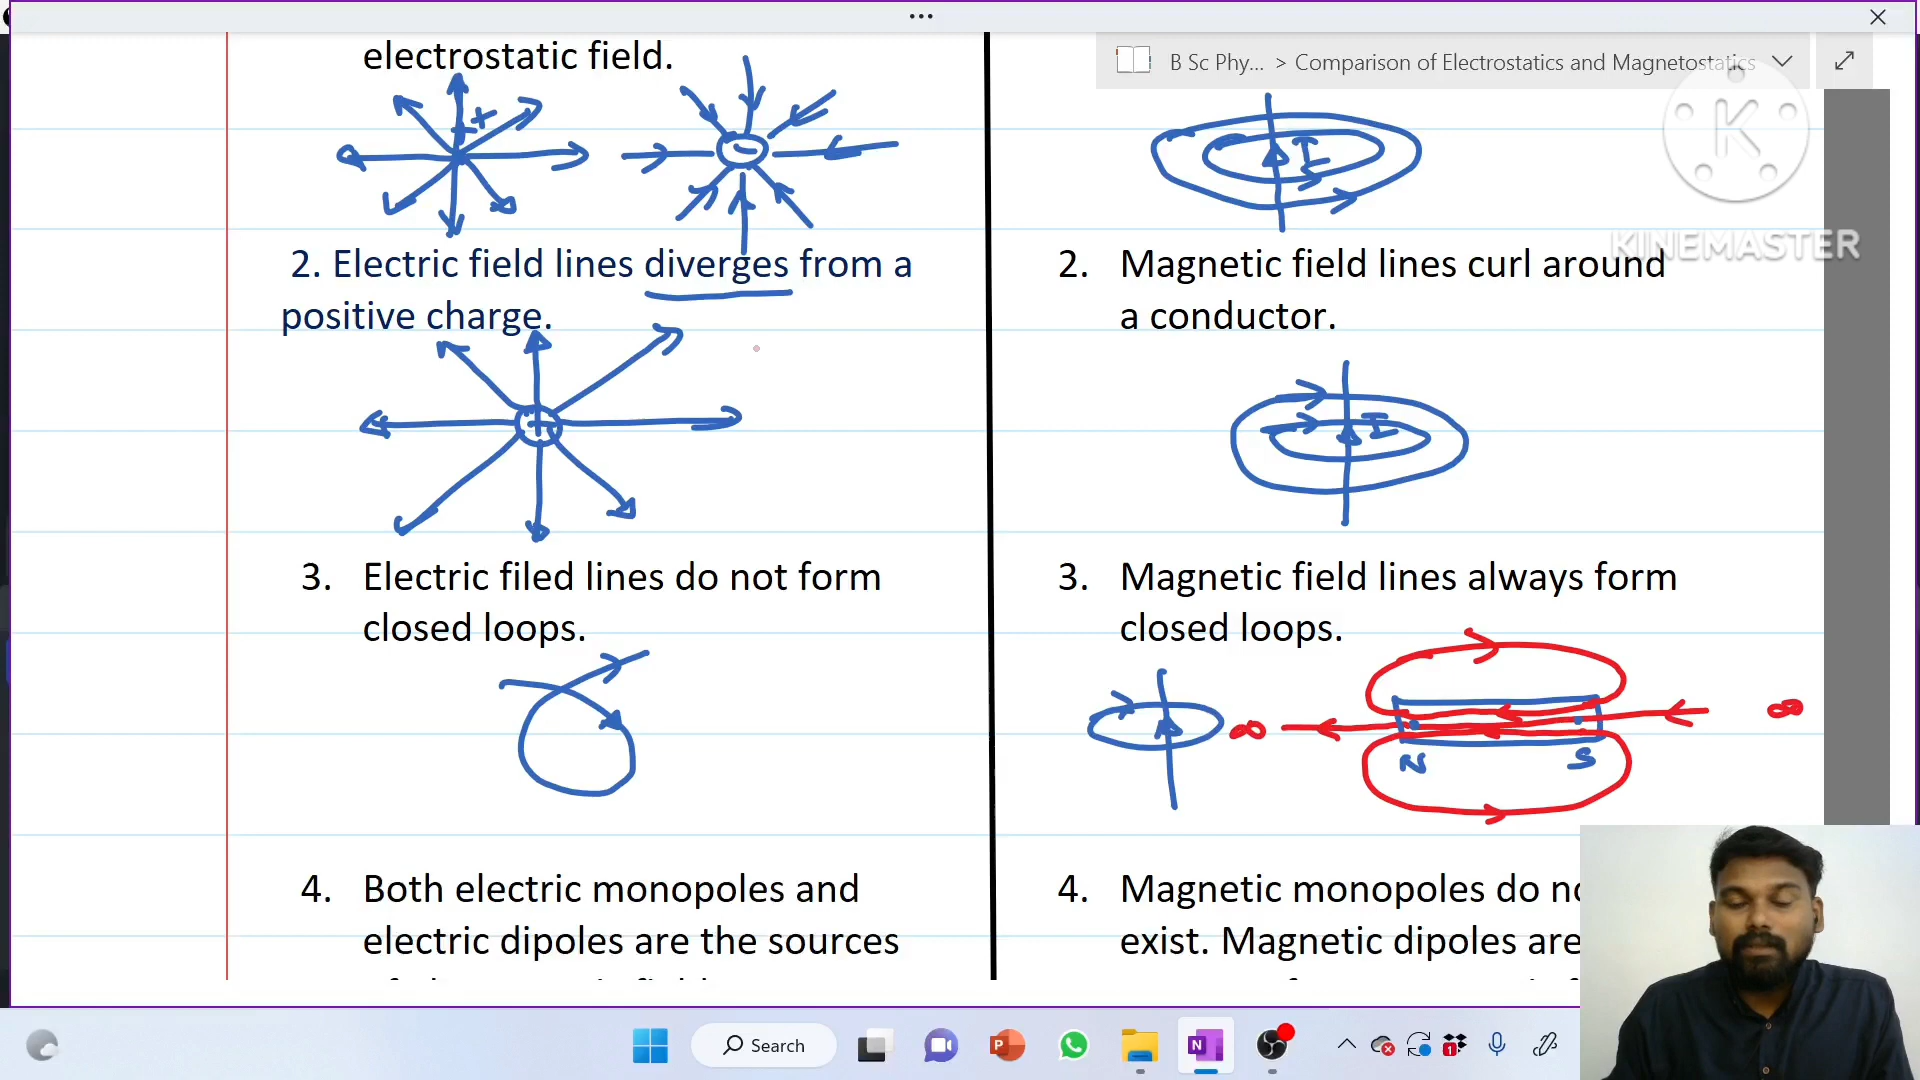 ...
B Sc Phy... > Comparison of Electrostatics and Magnetostatics
K
KINEMASTER
electrostatic field.
+ +
−
2. Electric field lines diverges from a
positive charge.
+
3. Electric filed lines do not form
closed loops.
4. Both electric monopoles and
electric dipoles are the sources
I
2. Magnetic field lines curl around
a conductor.
I
3. Magnetic field lines always form
closed loops.
∞ ∞
N S
4. Magnetic monopoles do
exist. Magnetic dipoles are
Search
P
N
1